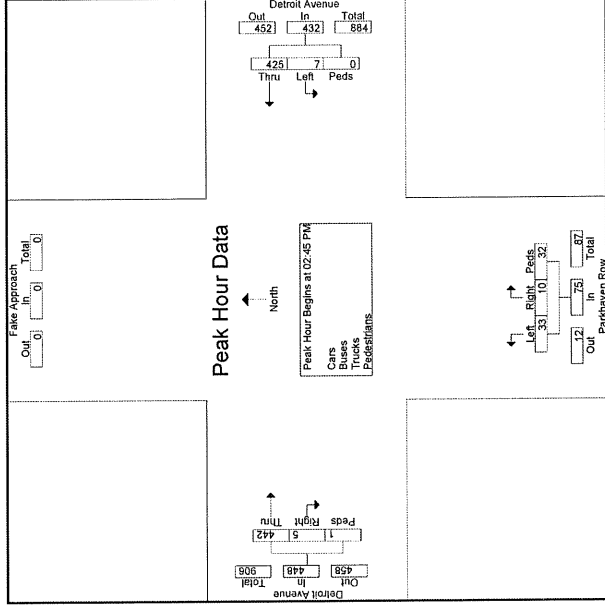 Detroit Avenue
Out In Total
452 432 884
425 7 0
Thru Left Peds
Fake Approach
Out In Total
0 0 0
Peak Hour Data
North
Peak Hour Begins at 02:45 PM
Cars
Buses
Trucks
Pedestrians
Left Right Peds
33 10 32
12 75 87
Out In Total
Parkhaven Row
Thru Right Peds
442 5 1
Total In Out
906 448 458
Detroit Avenue